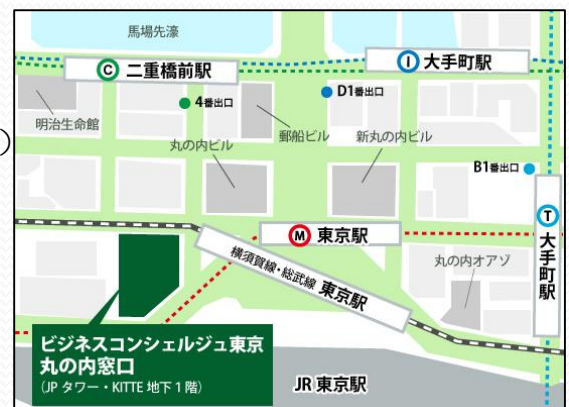 馬場先濠
C 二重橋前駅
I 大手町駅
4番出口
D1番出口
明治生命館
郵船ビル
丸の内ビル
新丸の内ビル
B1番出口
T 大手町駅
M 東京駅
横須賀線・総武線 東京駅
丸の内オアゾ
ビジネスコンシェルジュ東京
丸の内窓口
(JPタワー・KITTE 地下1階)
JR 東京駅